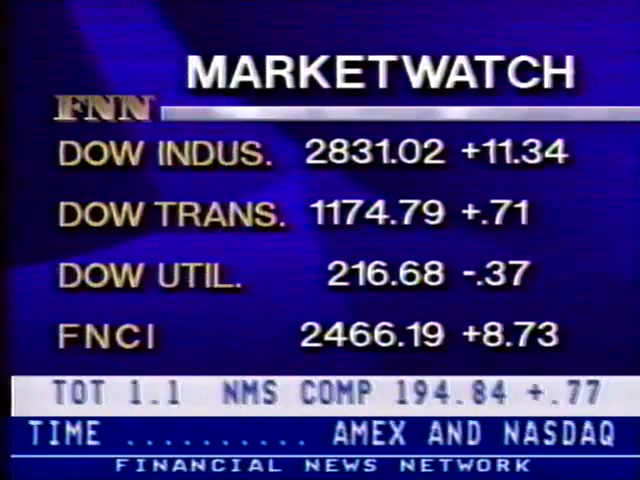 MARKETWATCH
FNN
DOW INDUS. 2831.02 +11.34
DOW TRANS. 1174.79 +.71
DOW UTIL. 216.68 -.37
FNCI 2466.19 +8.73
TOT 1.1 NMS COMP 194.84 +.77
TIME .......... AMEX AND NASDAQ
FINANCIAL NEWS NETWORK